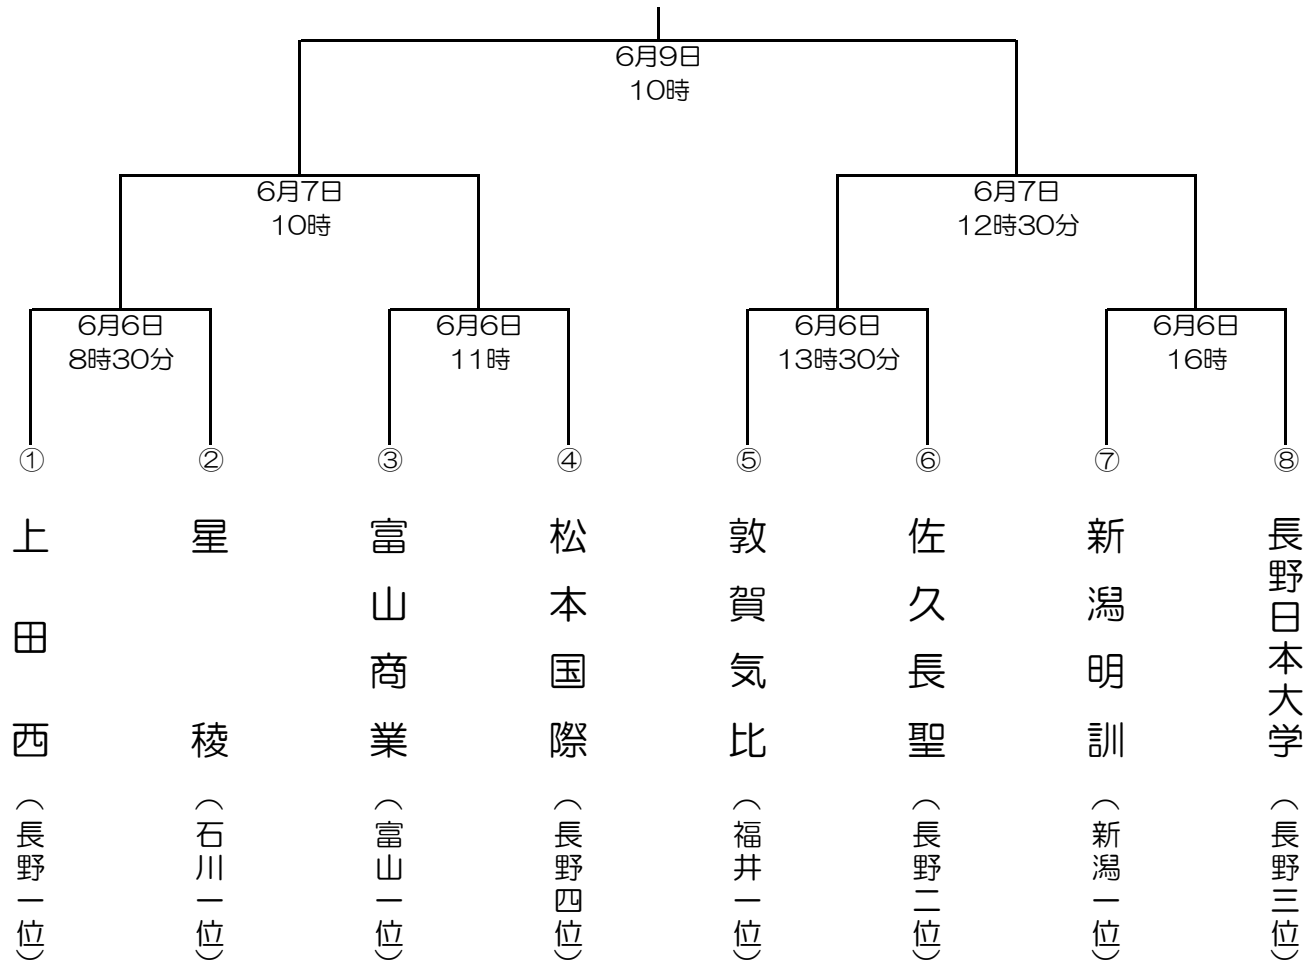 6月9日
10時
6月7日
10時
6月7日
12時30分
6月6日
8時30分
6月6日
11時
6月6日
13時30分
6月6日
16時
①
上田西(長野一位)
②
星稜(石川一位)
③
富山商業(富山一位)
④
松本国際(長野四位)
⑤
敦賀気比(福井一位)
⑥
佐久長聖(長野二位)
⑦
新潟明訓(新潟一位)
⑧
長野日本大学(長野三位)